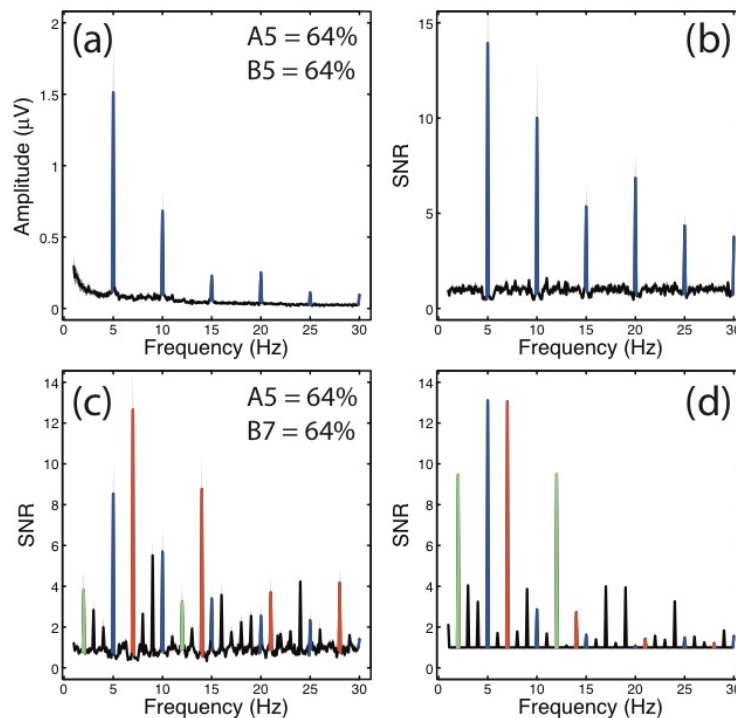 (a)
A5 = 64%
B5 = 64%
2
1.5
1
0.5
0
Amplitude (μV)
0 5 10 15 20 25 30
Frequency (Hz)
(b)
15
10
5
0
SNR
0 5 10 15 20 25 30
Frequency (Hz)
(c)
A5 = 64%
B7 = 64%
14
12
10
8
6
4
2
0
SNR
0 5 10 15 20 25 30
Frequency (Hz)
(d)
14
12
10
8
6
4
2
0
SNR
0 5 10 15 20 25 30
Frequency (Hz)